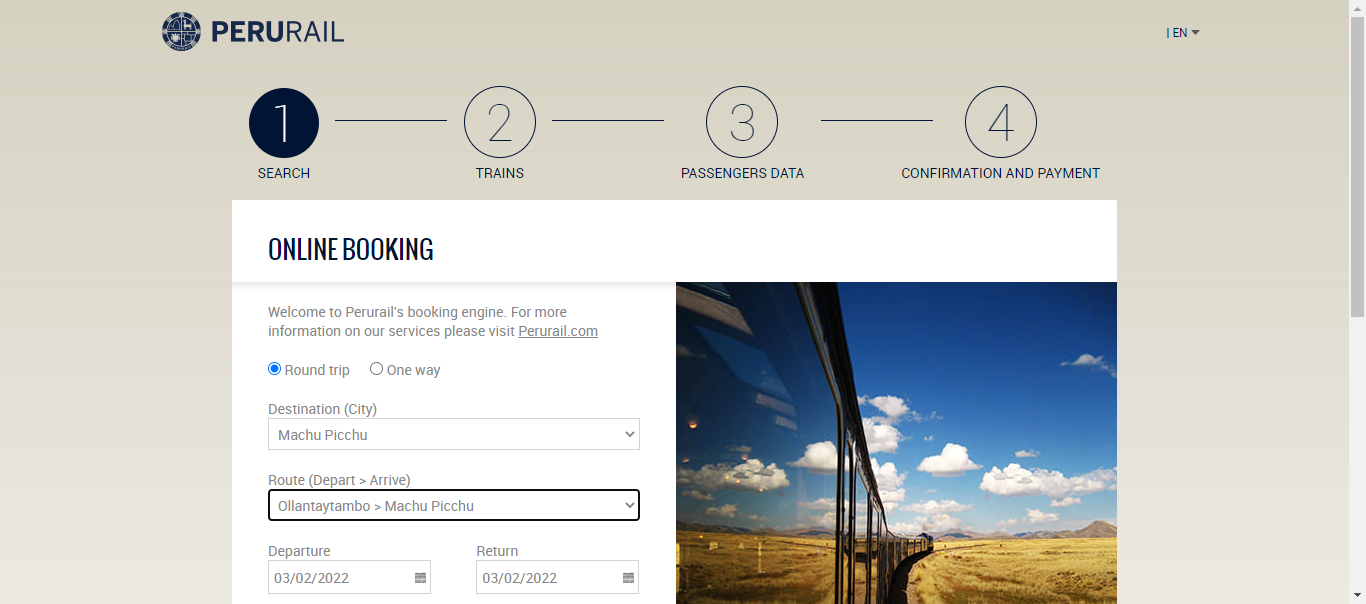 PERURAIL
| EN
1
2
3
4
SEARCH
TRAINS
PASSENGERS DATA
CONFIRMATION AND PAYMENT
ONLINE BOOKING
Welcome to Perurail's booking engine. For more
information on our services please visit Perurail.com
Round trip
One way
Destination (City)
Machu Picchu
Route (Depart > Arrive)
Ollantaytambo > Machu Picchu
Departure
Return
03/02/2022
03/02/2022